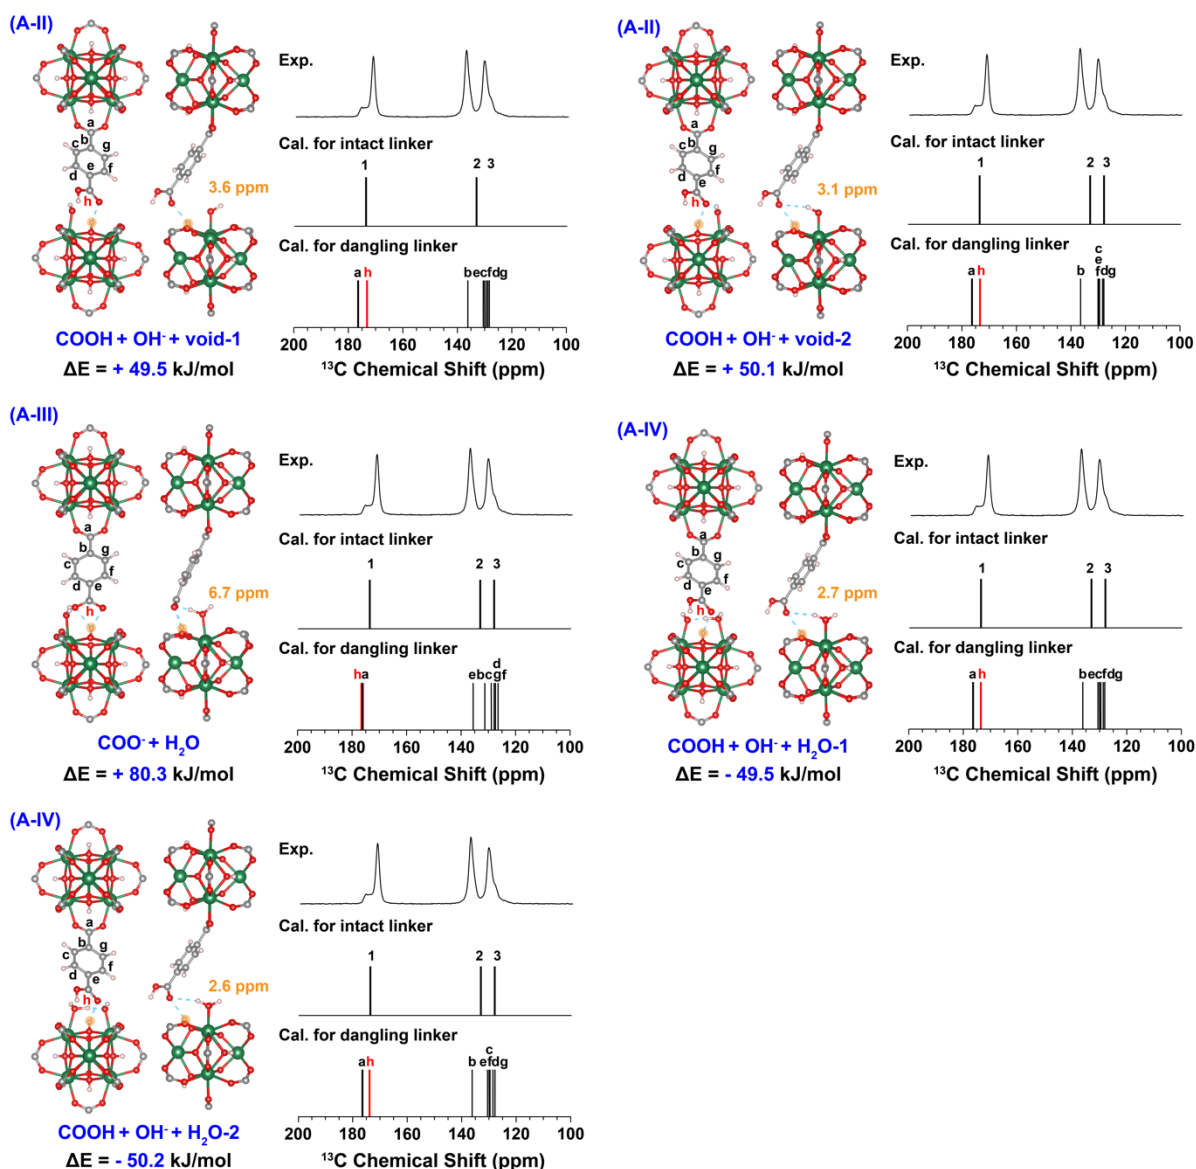 (A-II)
Exp.
a
b
c
g
e
d
f
h
3.6 ppm
Cal. for intact linker
1
2
3
Cal. for dangling linker
a
h
becfdg
200
180
160
140
120
100
¹³C Chemical Shift (ppm)
COOH + OH⁻ + void-1
ΔE = + 49.5 kJ/mol
(A-II)
Exp.
a
b
c
g
d
f
e
h
3.1 ppm
Cal. for intact linker
1
2
3
Cal. for dangling linker
c
e
a
h
b
fdg
200
180
160
140
120
100
¹³C Chemical Shift (ppm)
COOH + OH⁻ + void-2
ΔE = + 50.1 kJ/mol
(A-III)
Exp.
a
b
g
c
f
d
e
h
6.7 ppm
Cal. for intact linker
1
2
3
Cal. for dangling linker
d
ha
ebcgf
200
180
160
140
120
100
¹³C Chemical Shift (ppm)
COO⁻ + H₂O
ΔE = + 80.3 kJ/mol
(A-IV)
Exp.
a
b
g
c
f
d
e
h
2.7 ppm
Cal. for intact linker
1
2
3
Cal. for dangling linker
a
h
becfdg
200
180
160
140
120
100
¹³C Chemical Shift (ppm)
COOH + OH⁻ + H₂O-1
ΔE = - 49.5 kJ/mol
(A-IV)
Exp.
a
b
g
c
f
d
e
h
2.6 ppm
Cal. for intact linker
1
2
3
Cal. for dangling linker
c
a
h
b
efdg
200
180
160
140
120
100
¹³C Chemical Shift (ppm)
COOH + OH⁻ + H₂O-2
ΔE = - 50.2 kJ/mol